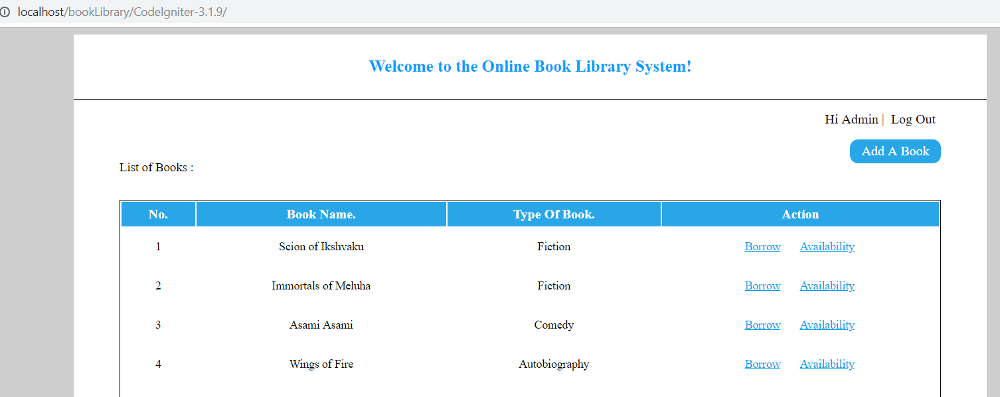 localhost/bookLibrary/CodeIgniter-3.1.9/
Welcome to the Online Book Library System!
Hi Admin | Log Out
Add A Book
List of Books :
No. Book Name. Type Of Book. Action
1 Scion of Ikshvaku Fiction Borrow Availability
2 Immortals of Meluha Fiction Borrow Availability
3 Asami Asami Comedy Borrow Availability
4 Wings of Fire Autobiography Borrow Availability